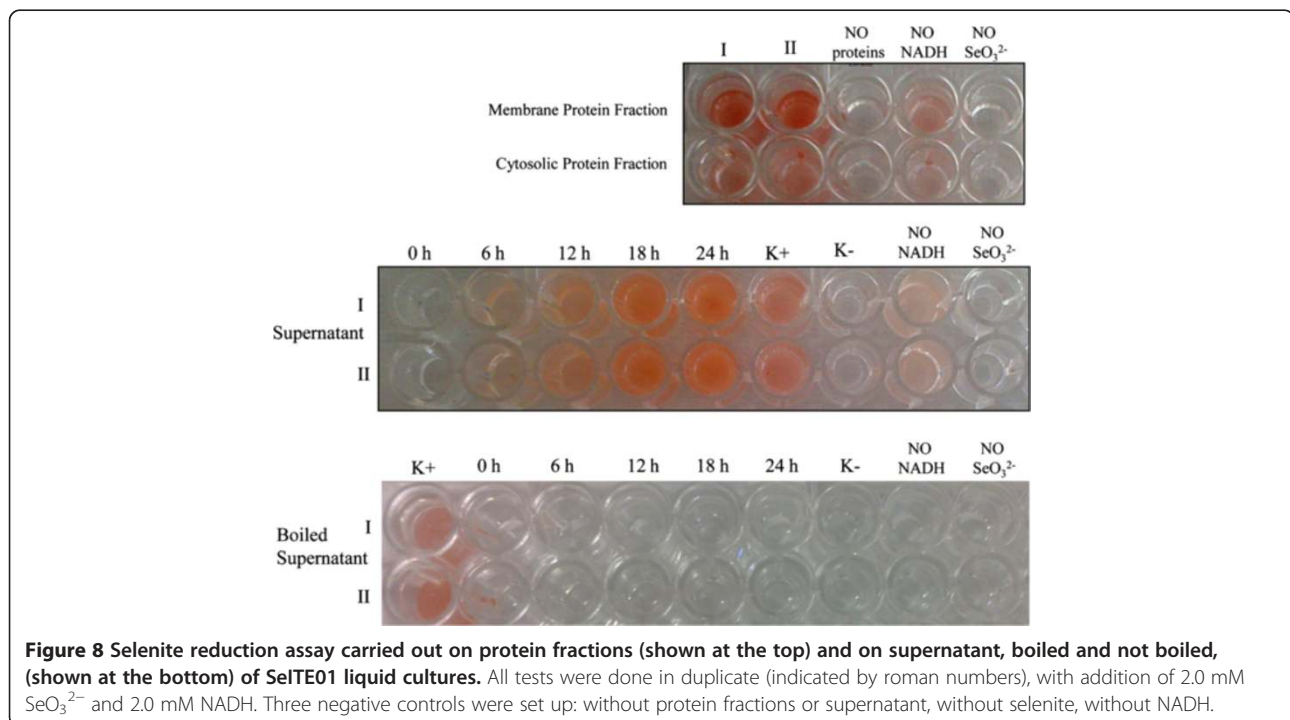 NO NO NO
I II proteins NADH SeO₃²⁻
Membrane Protein Fraction
Cytosolic Protein Fraction
NO NO
0 h 6 h 12 h 18 h 24 h K+ K- NADH SeO₃²⁻
I
Supernatant
II
NO NO
K+ 0 h 6 h 12 h 18 h 24 h K- NADH SeO₃²⁻
I
Boiled
Supernatant
II
Figure 8 Selenite reduction assay carried out on protein fractions (shown at the top) and on supernatant, boiled and not boiled,
(shown at the bottom) of SeITE01 liquid cultures. All tests were done in duplicate (indicated by roman numbers), with addition of 2.0 mM
SeO₃²⁻ and 2.0 mM NADH. Three negative controls were set up: without protein fractions or supernatant, without selenite, without NADH.